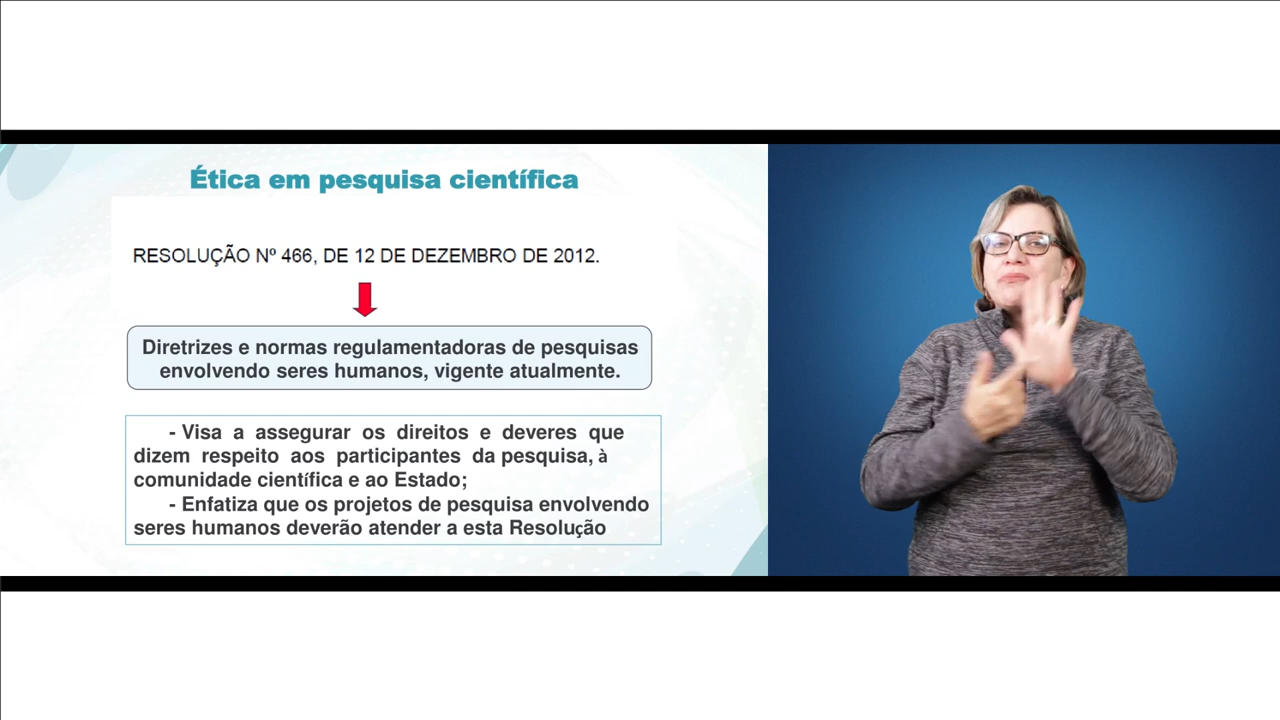 Ética em pesquisa científica
RESOLUÇÃO Nº 466, DE 12 DE DEZEMBRO DE 2012.
Diretrizes e normas regulamentadoras de pesquisas
envolvendo seres humanos, vigente atualmente.
- Visa a assegurar os direitos e deveres que
dizem respeito aos participantes da pesquisa, à
comunidade científica e ao Estado;
- Enfatiza que os projetos de pesquisa envolvendo
seres humanos deverão atender a esta Resolução